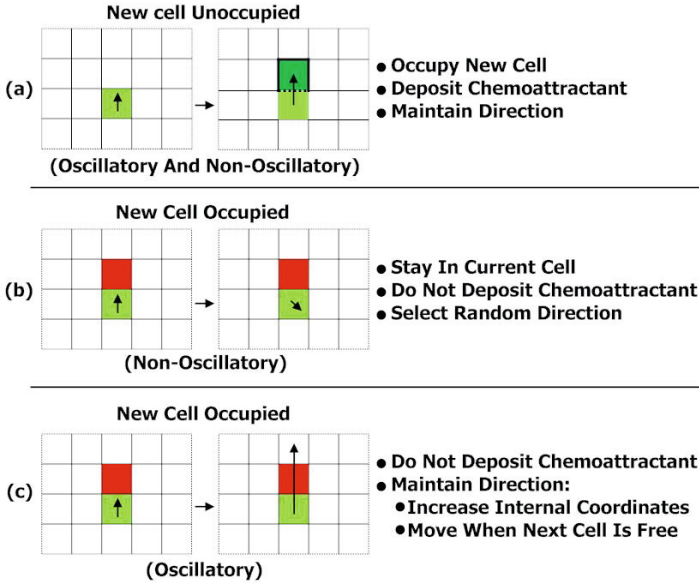 New cell Unoccupied
(a)
● Occupy New Cell
● Deposit Chemoattractant
● Maintain Direction
(Oscillatory And Non-Oscillatory)
New Cell Occupied
(b)
● Stay In Current Cell
● Do Not Deposit Chemoattractant
● Select Random Direction
(Non-Oscillatory)
New Cell Occupied
(c)
● Do Not Deposit Chemoattractant
● Maintain Direction:
● Increase Internal Coordinates
● Move When Next Cell Is Free
(Oscillatory)